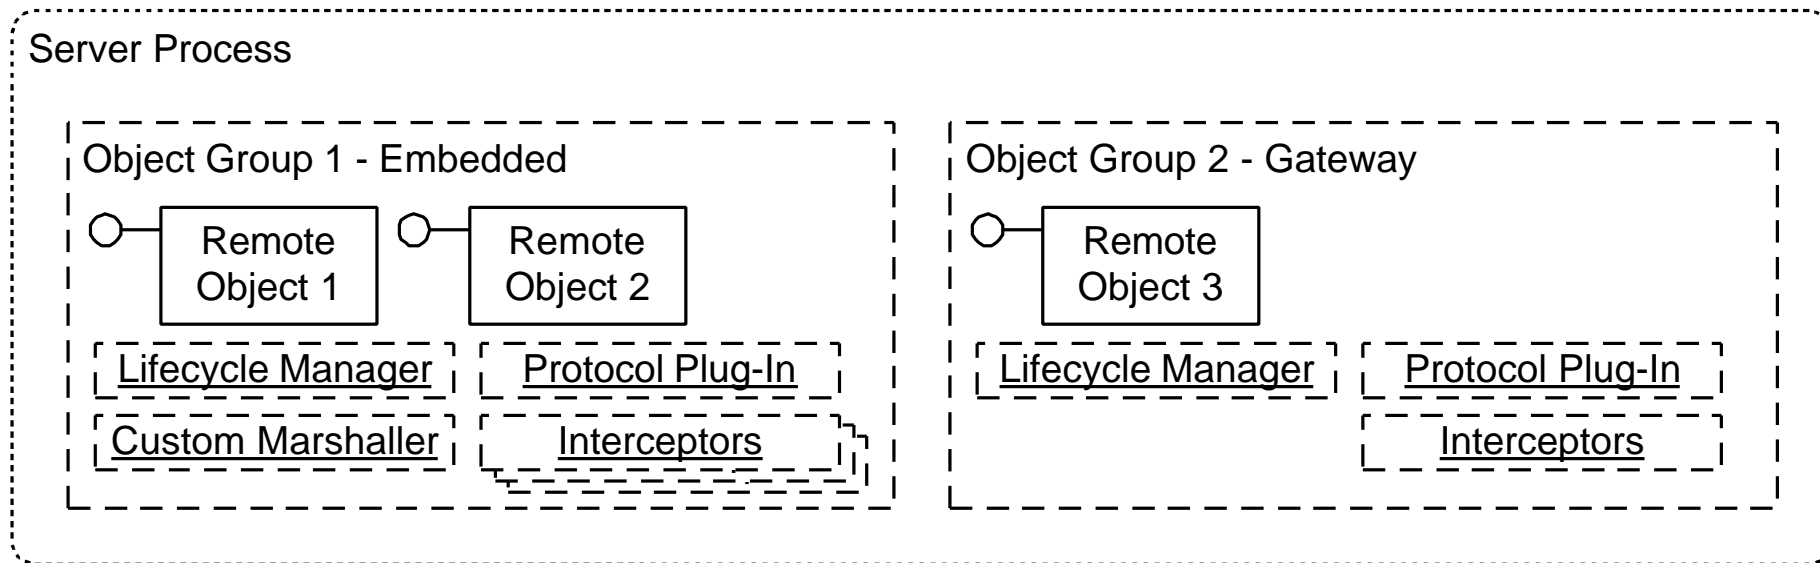 Server Process
Object Group 1 - Embedded
Remote
Object 1
Remote
Object 2
Lifecycle Manager
Protocol Plug-In
Custom Marshaller
Interceptors
Object Group 2 - Gateway
Remote
Object 3
Lifecycle Manager
Protocol Plug-In
Interceptors